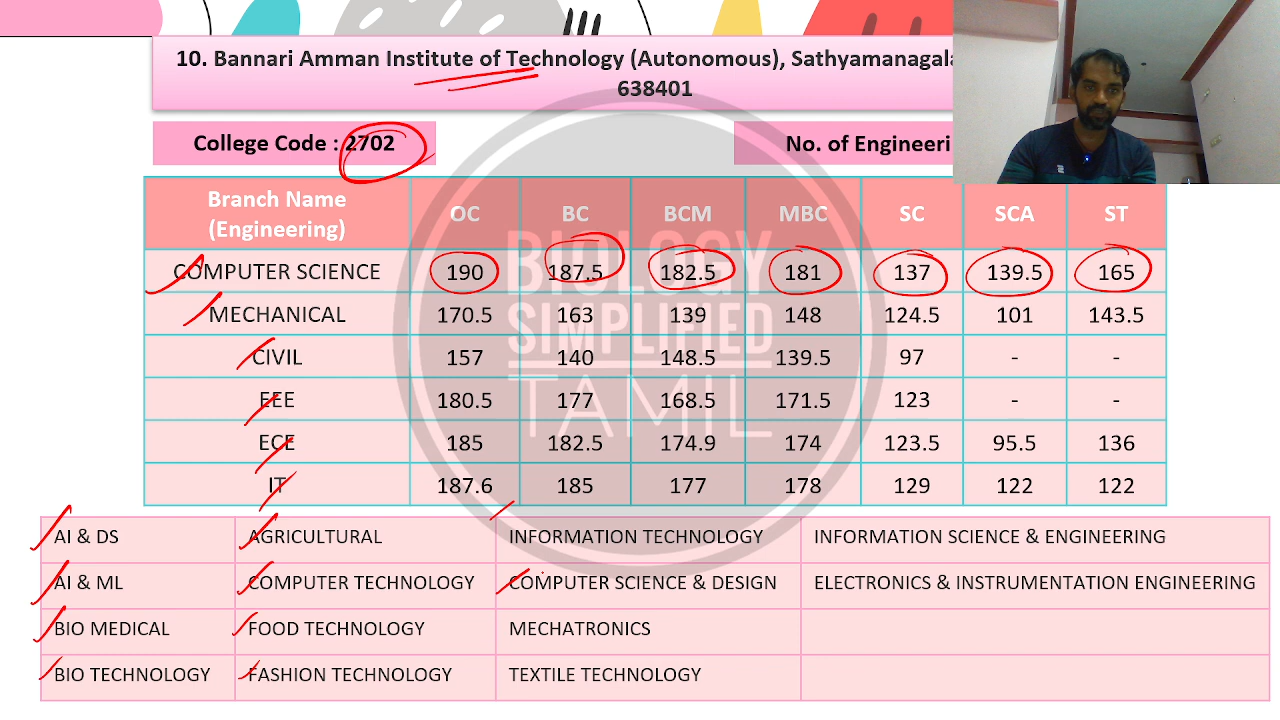 10. Bannari Amman Institute of Technology (Autonomous),
638401
College Code : 2702
No. of Engineeri
Branch Name (Engineering) OC BC BCM MBC SC SCA ST
COMPUTER SCIENCE 190 187.5 182.5 181 137 139.5 165
MECHANICAL 170.5 163 139 148 124.5 101 143.5
CIVIL 157 140 148.5 139.5 97 - -
EEE 180.5 177 168.5 171.5 123 - -
ECE 185 182.5 174.9 174 123.5 95.5 136
IT 187.6 185 177 178 129 122 122
AI & DS AGRICULTURAL INFORMATION TECHNOLOGY INFORMATION SCIENCE & ENGINEERING
AI & ML COMPUTER TECHNOLOGY COMPUTER SCIENCE & DESIGN ELECTRONICS & INSTRUMENTATION ENGINEERING
BIO MEDICAL FOOD TECHNOLOGY MECHATRONICS
BIO TECHNOLOGY FASHION TECHNOLOGY TEXTILE TECHNOLOGY
BIOLOGY
SIMPLIFIED
TAMIL